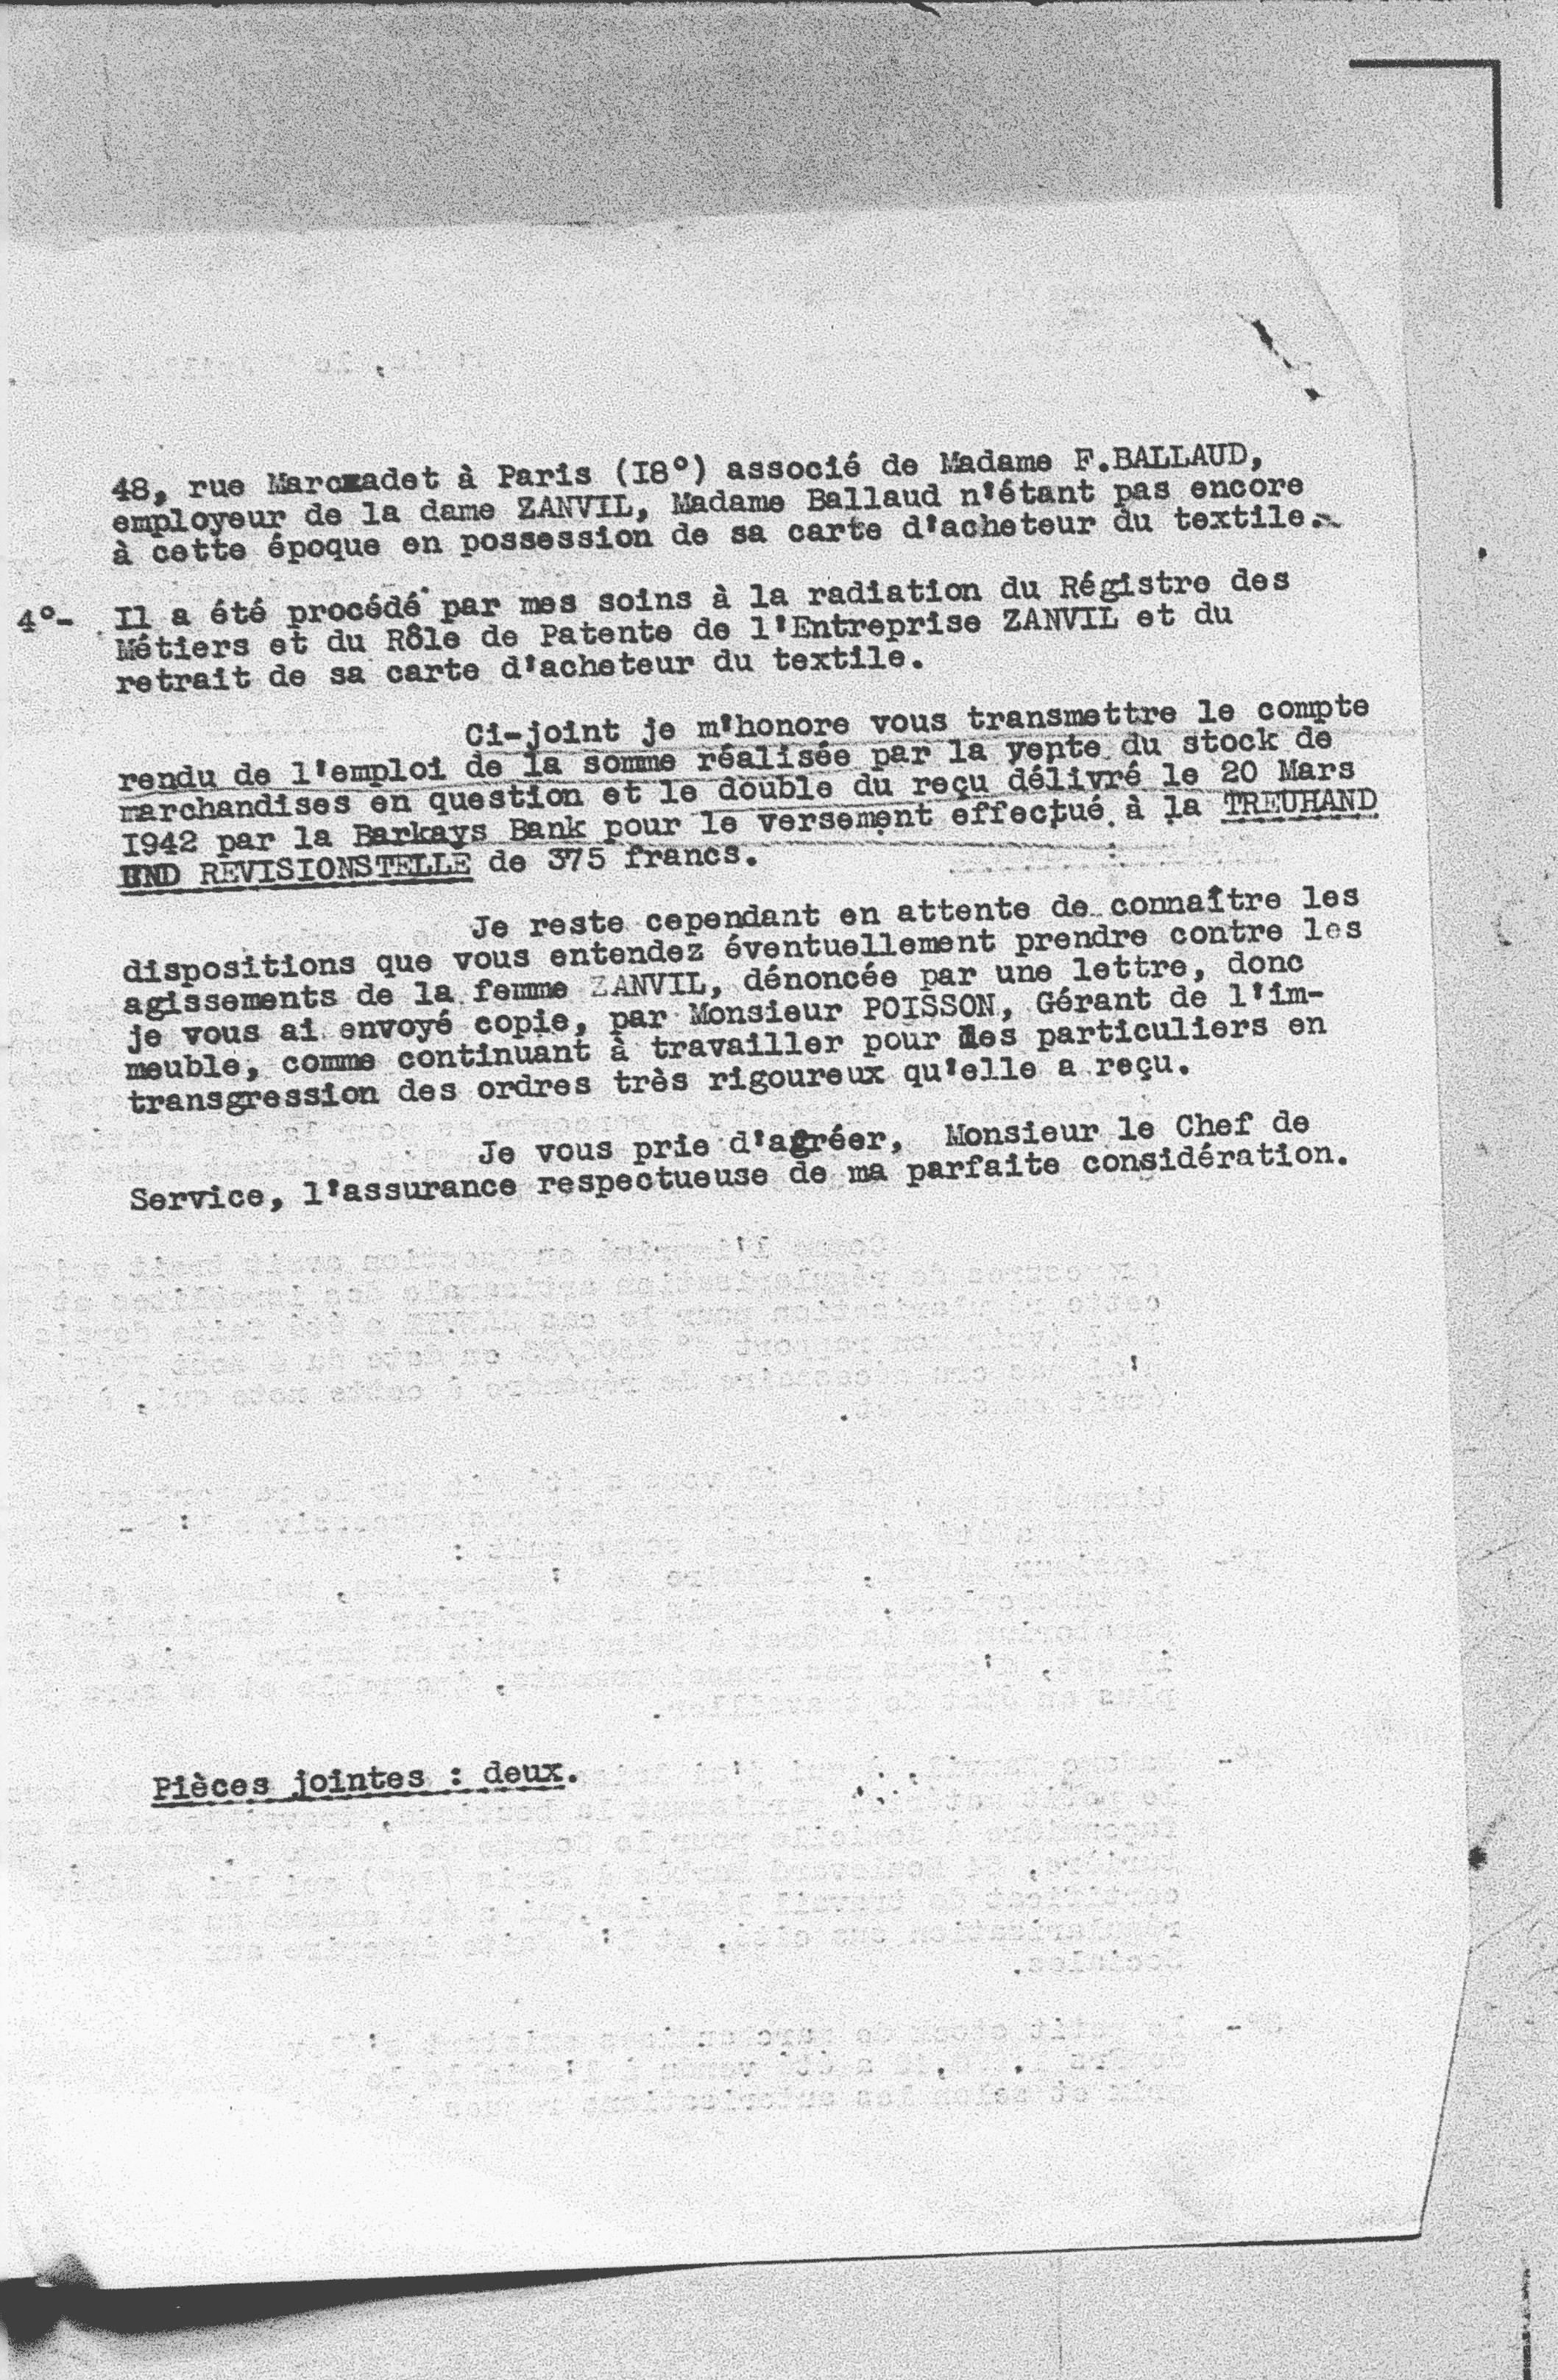 48, rue Marcxadet à Paris (I8°) associé de Madame F.BALLAUD,
employeur de la dame ZANVIL, Madame Ballaud n'étant pas encore
à cette époque en possession de sa carte d'acheteur du textile.
4°- Il a été procédé par mes soins à la radiation du Régistre des
Métiers et du Rôle de Patente de l'Entreprise ZANVIL et du
retrait de sa carte d'acheteur du textile.
Ci-joint je m'honore vous transmettre le compte
rendu de l'emploi de la somme réalisée par la vente du stock de
marchandises en question et le double du reçu délivré le 20 Mars
I942 par la Barkays Bank pour le versement effectué à la TREUHAND
UND REVISIONSTELLE de 375 francs.
Je reste cependant en attente de connaître les
dispositions que vous entendez éventuellement prendre contre les
agissements de la femme ZANVIL, dénoncée par une lettre, donc
je vous ai envoyé copie, par Monsieur POISSON, Gérant de l'im-
meuble, comme continuant à travailler pour des particuliers en
transgression des ordres très rigoureux qu'elle a reçu.
Je vous prie d'agréer, Monsieur le Chef de
Service, l'assurance respectueuse de ma parfaite considération.
Pièces jointes : deux.